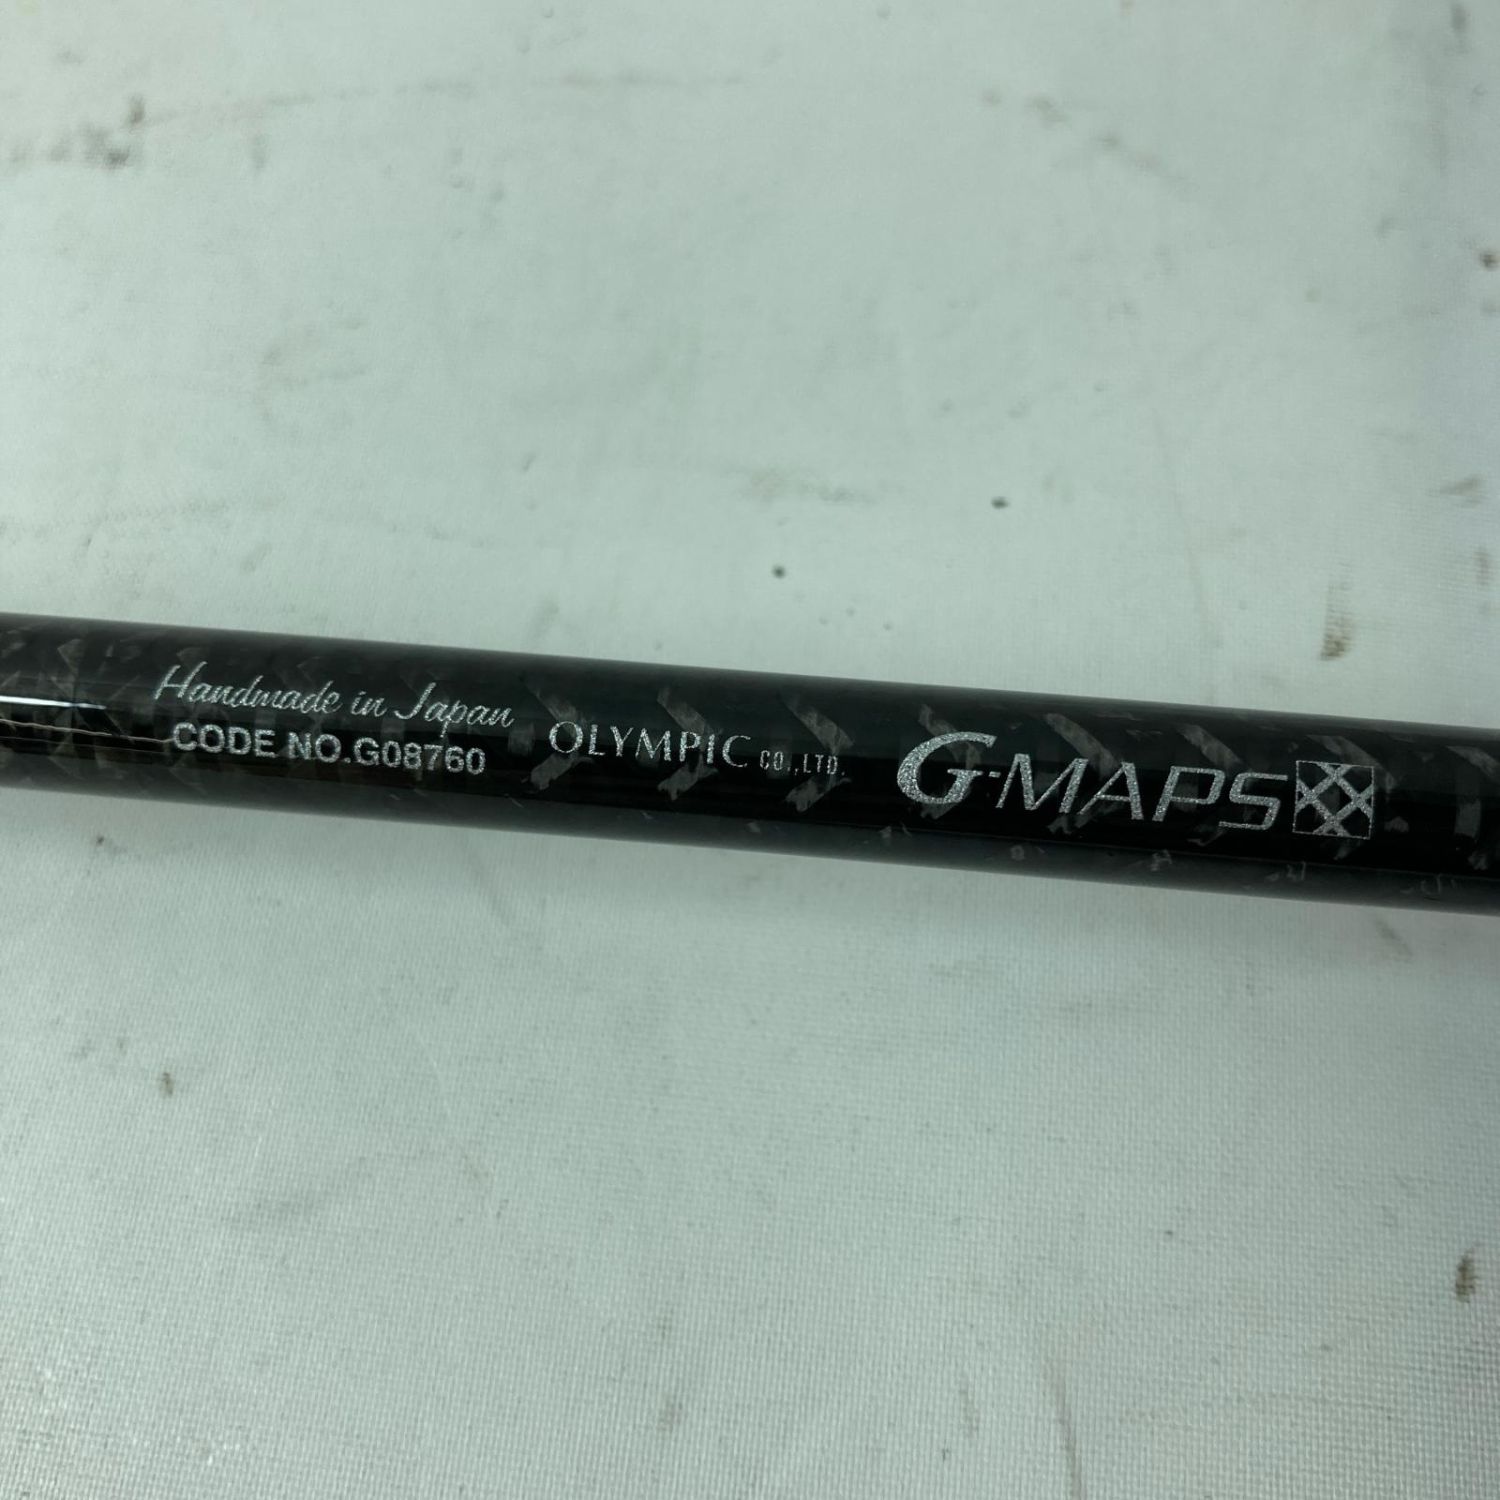 Handmade in Japan
CODE NO.G08760
OLYMPIC CO.,LTD.
G-MAPS